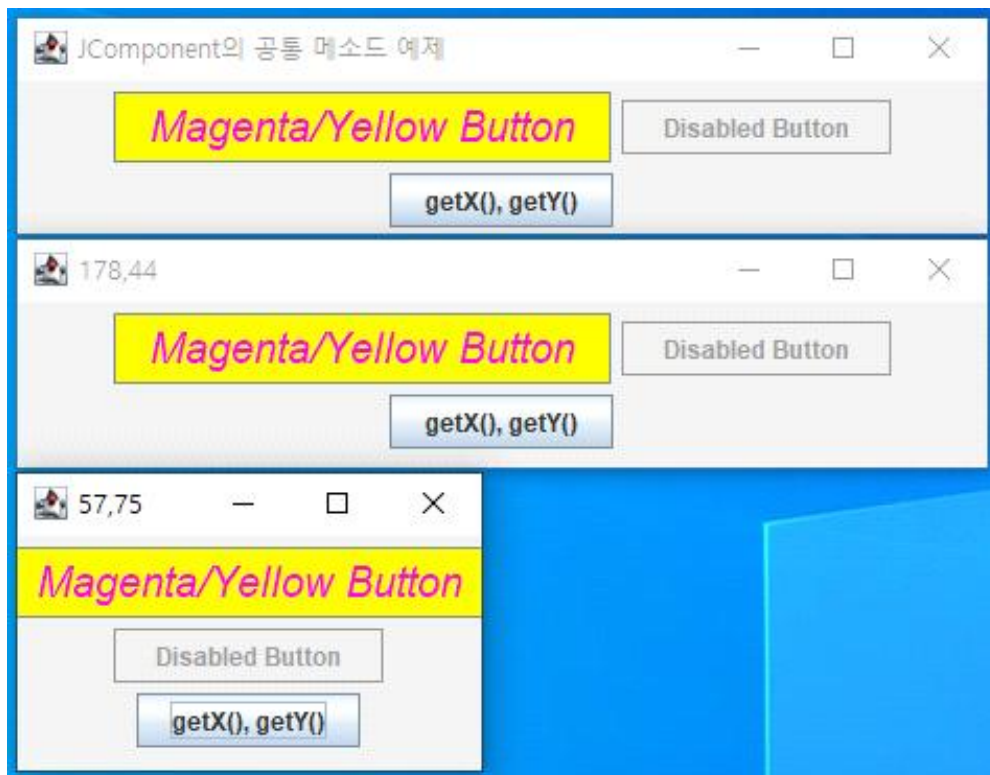 JComponent의 공통 메소드 예제
Magenta/Yellow Button
Disabled Button
getX(), getY()
178,44
Magenta/Yellow Button
Disabled Button
getX(), getY()
57,75
Magenta/Yellow Button
Disabled Button
getX(), getY()